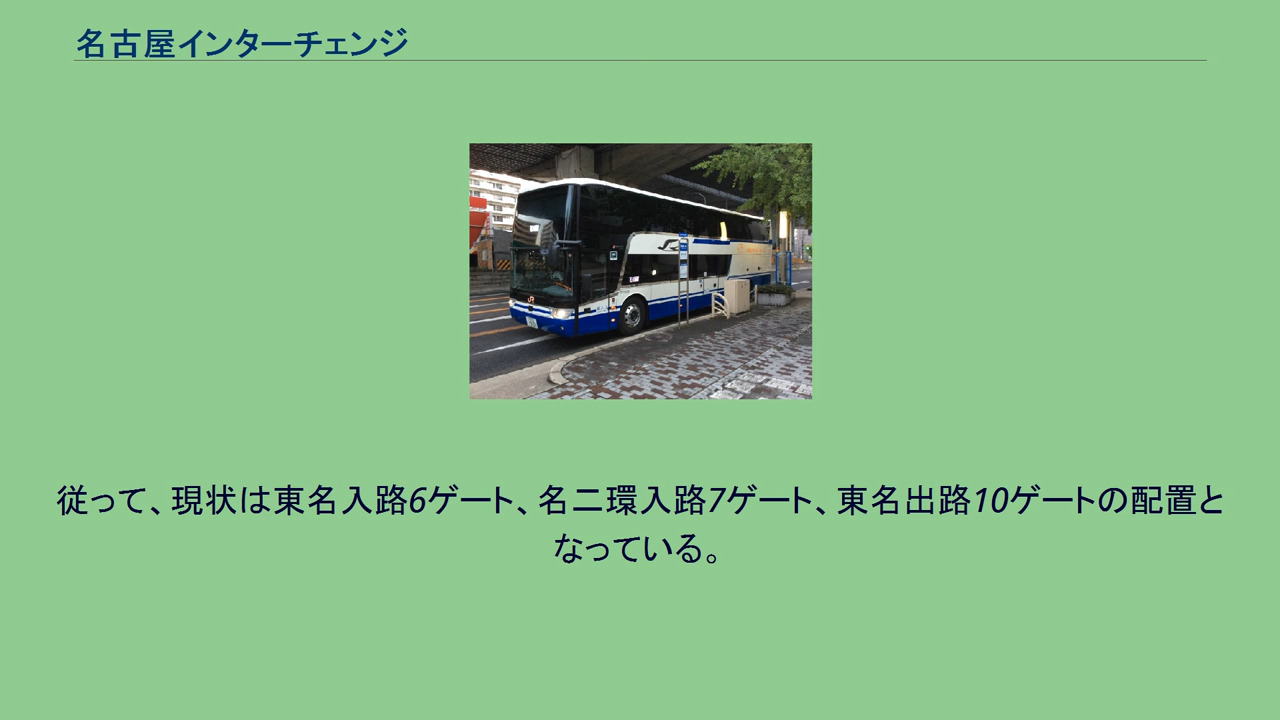 名古屋インターチェンジ
従って、現状は東名入路6ゲート、名二環入路7ゲート、東名出路10ゲートの配置と
なっている。